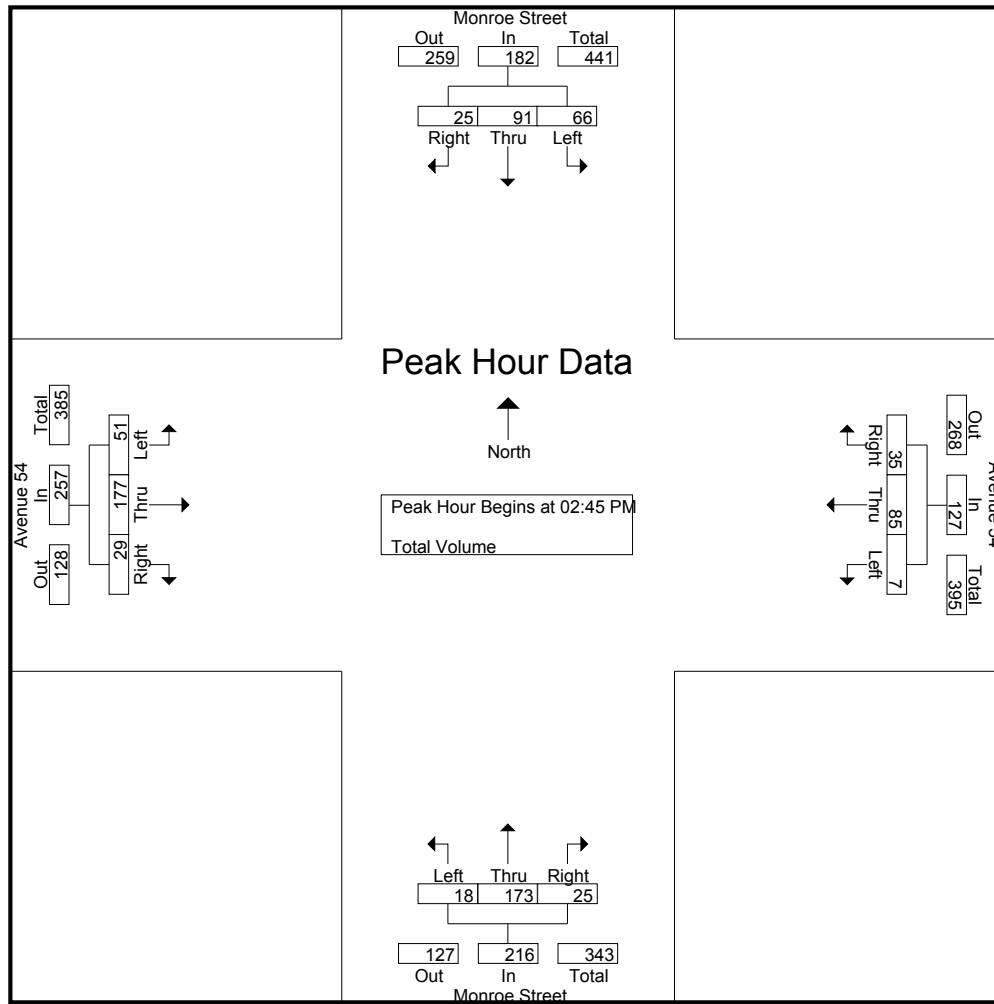 Monroe Street
Out In Total
259 182 441
25 91 66
Right Thru Left
Peak Hour Data
North
Peak Hour Begins at 02:45 PM
Total Volume
Avenue 54
Out In Total
128 257 385
Right Thru Left
29 177 51
Avenue 54
Out In Total
268 127 395
Right Thru Left
35 85 7
Left Thru Right
18 173 25
127 216 343
Out In Total
Monroe Street